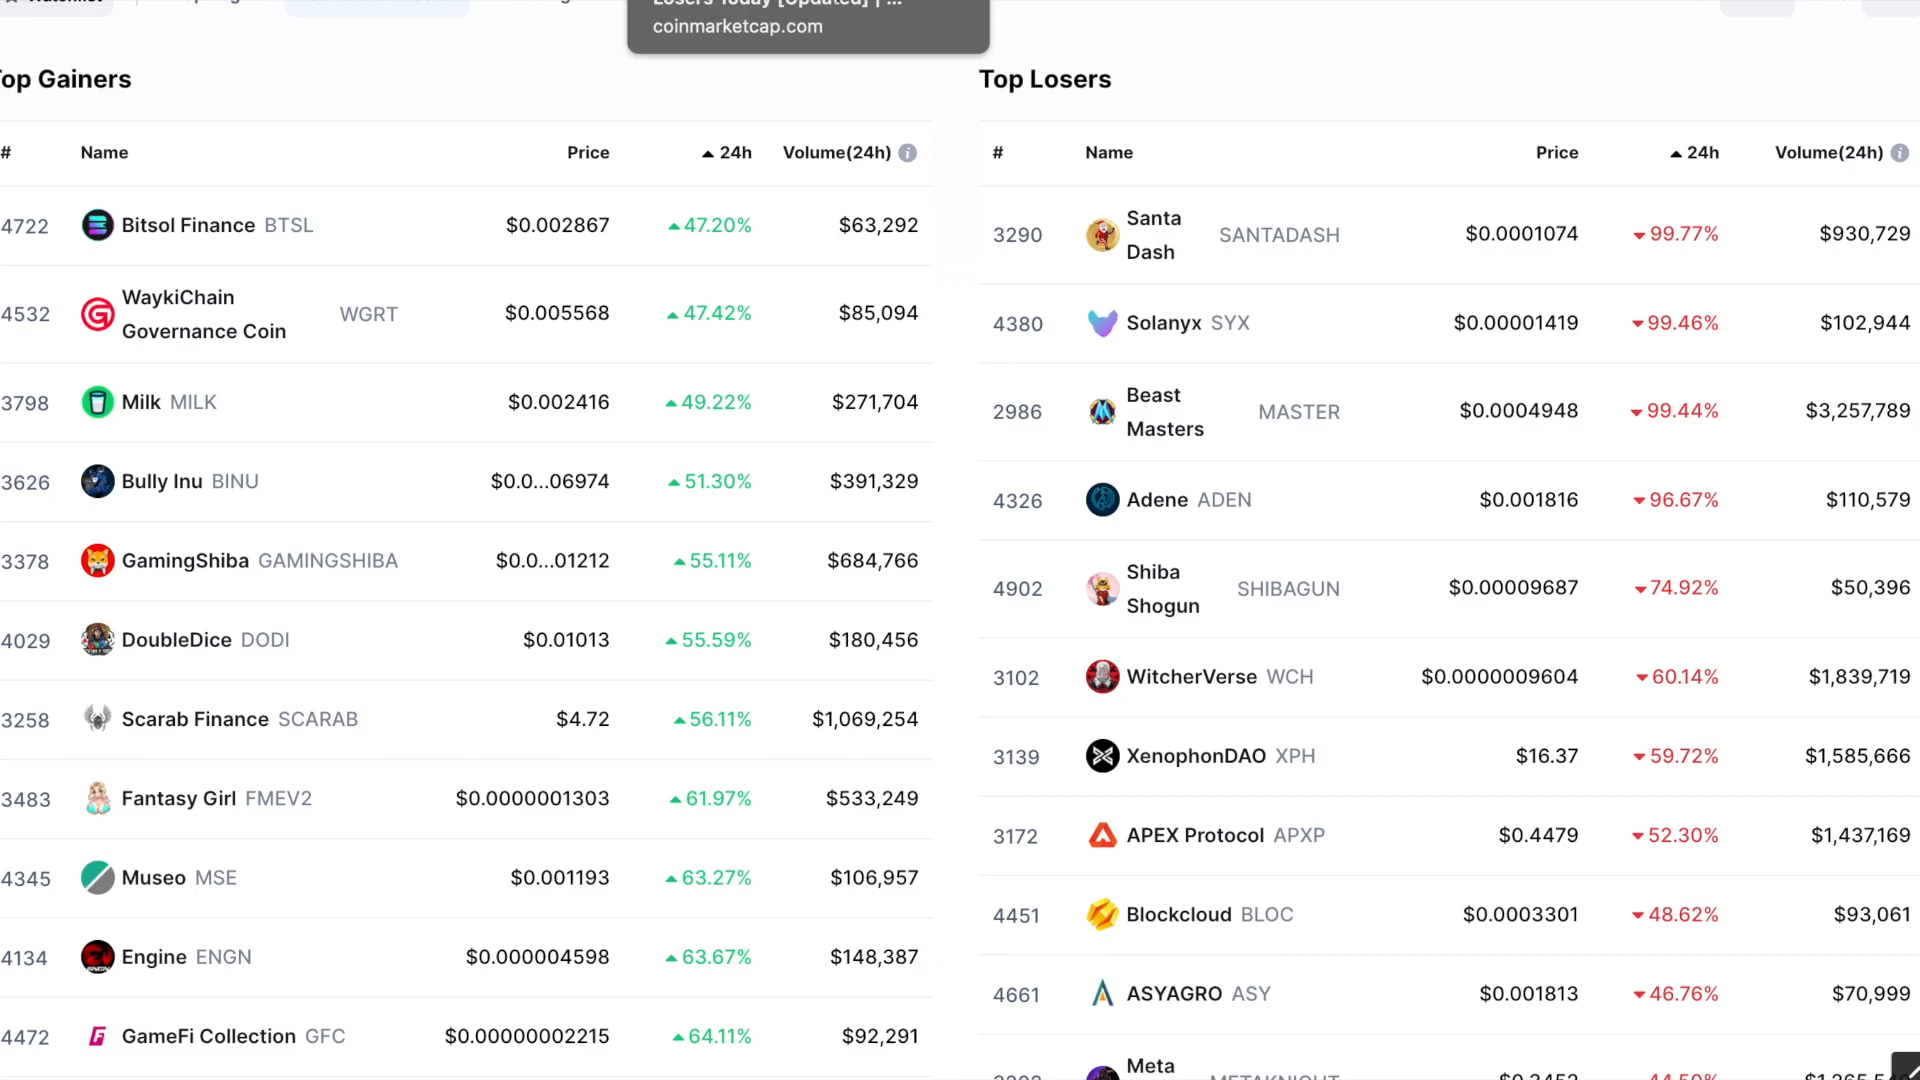 coinmarketcap.com
Top Gainers
# Name Price 24h Volume(24h)
4722 Bitsol Finance BTSL $0.002867 47.20% $63,292
4532 WaykiChain Governance Coin WGRT $0.005568 47.42% $85,094
3798 Milk MILK $0.002416 49.22% $271,704
3626 Bully Inu BINU $0.0...06974 51.30% $391,329
3378 GamingShiba GAMINGSHIBA $0.0...01212 55.11% $684,766
4029 DoubleDice DODI $0.01013 55.59% $180,456
3258 Scarab Finance SCARAB $4.72 56.11% $1,069,254
3483 Fantasy Girl FMEV2 $0.0000001303 61.97% $533,249
4345 Museo MSE $0.001193 63.27% $106,957
4134 Engine ENGN $0.000004598 63.67% $148,387
4472 GameFi Collection GFC $0.00000002215 64.11% $92,291
Top Losers
# Name Price 24h Volume(24h)
3290 Santa Dash SANTADASH $0.0001074 99.77% $930,729
4380 Solanyx SYX $0.00001419 99.46% $102,944
2986 Beast Masters MASTER $0.0004948 99.44% $3,257,789
4326 Adene ADEN $0.001816 96.67% $110,579
4902 Shiba Shogun SHIBAGUN $0.00009687 74.92% $50,396
3102 WitcherVerse WCH $0.0000009604 60.14% $1,839,719
3139 XenophonDAO XPH $16.37 59.72% $1,585,666
3172 APEX Protocol APXP $0.4479 52.30% $1,437,169
4451 Blockcloud BLOC $0.0003301 48.62% $93,061
4661 ASYAGRO ASY $0.001813 46.76% $70,999
Meta